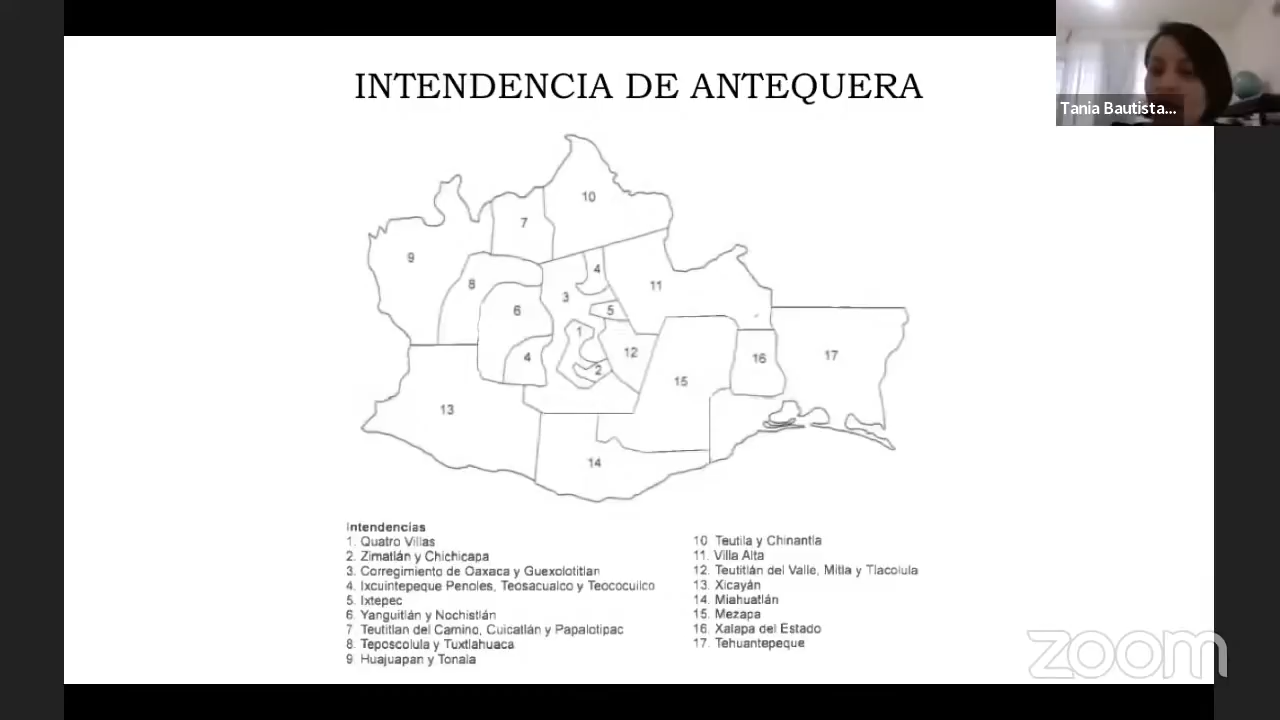 INTENDENCIA DE ANTEQUERA
Tania Bautista...
10
7
9
4
8
11
3
6
5
1
12
4
16
17
2
15
13
14
Intendencias
1. Quatro Villas
2. Zimatlán y Chichicapa
3. Corregimiento de Oaxaca y Guexolotitlan
4. Ixcuintepeque Penoles, Teosacualco y Teococuilco
5. Ixtepec
6. Yanguitlán y Nochistlán
7 Teutitlan del Camino, Cuicatlán y Papalotipac
8. Teposcolula y Tuxtlahuaca
9 Huajuapan y Tonala
10 Teutila y Chinantla
11. Villa Alta
12. Teutitlán del Valle, Mitla y Tlacolula
13. Xicayán
14. Miahuatlán
15. Mezapa
16. Xalapa del Estado
17. Tehuantepeque
zoom